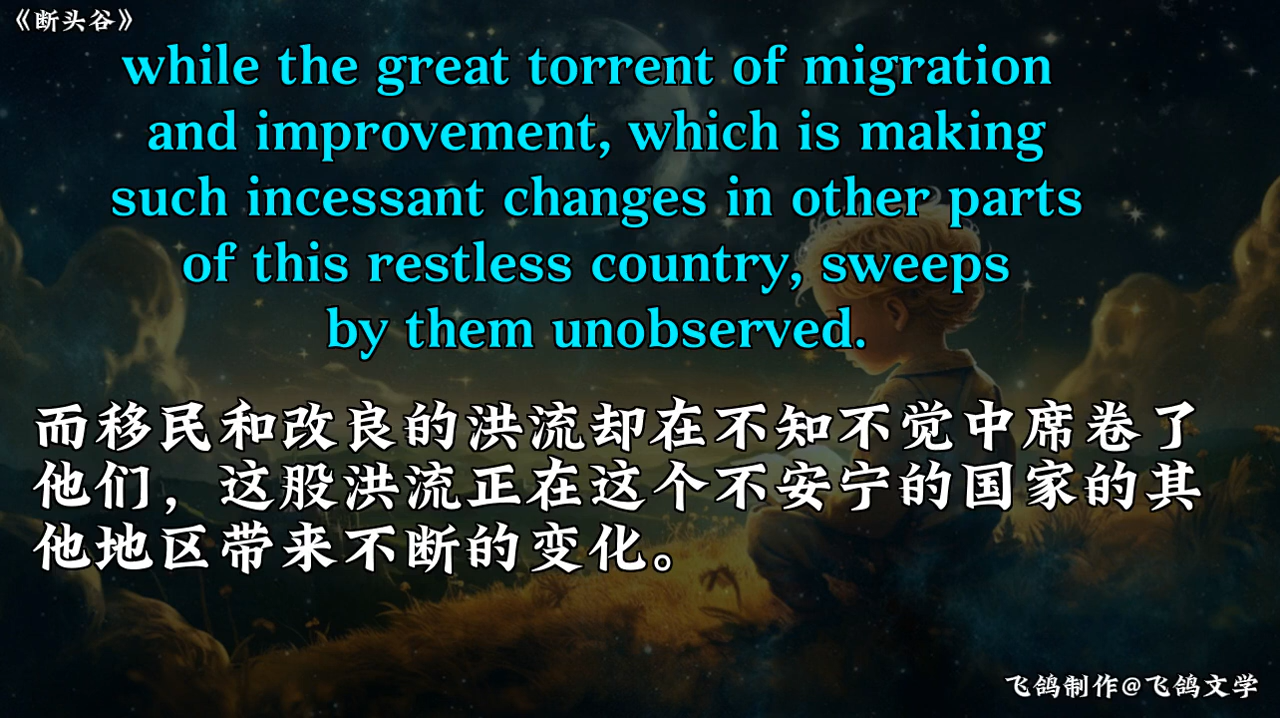 《断头谷》
while the great torrent of migration
and improvement, which is making
such incessant changes in other parts
of this restless country, sweeps
by them unobserved.
而移民和改良的洪流却在不知不觉中席卷了
他们，这股洪流正在这个不安宁的国家的其
他地区带来不断的变化。
飞鸽制作@飞鸽文学